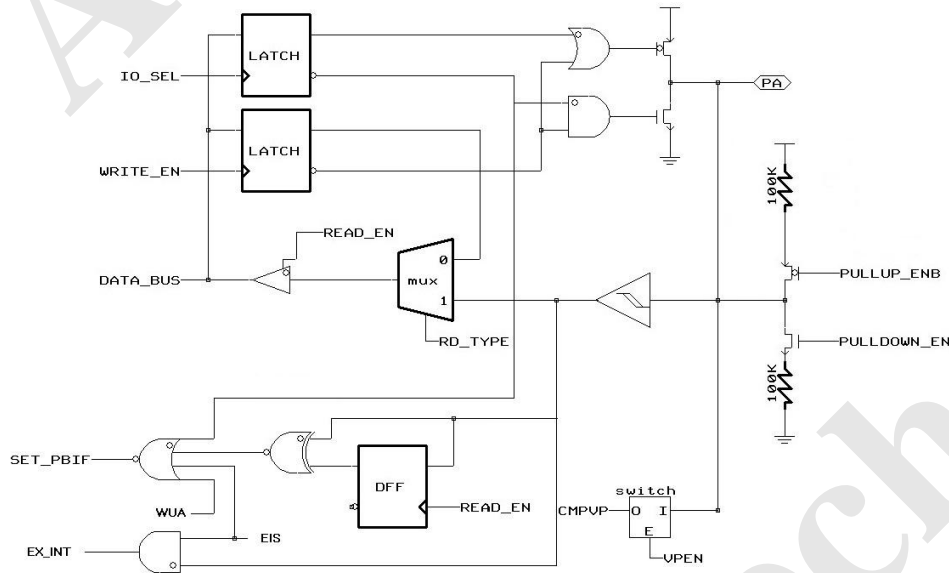 LATCH
IO_SEL
PA
LATCH
WRITE_EN
100K
READ_EN
0
DATA_BUS
mux
PULLUP_ENB
1
RD_TYPE
PULLDOWN_EN
100K
SET_PBIF
DFF
switch
WUA
READ_EN
CMPVP
O I
E
EIS
EX_INT
VPEN
ech